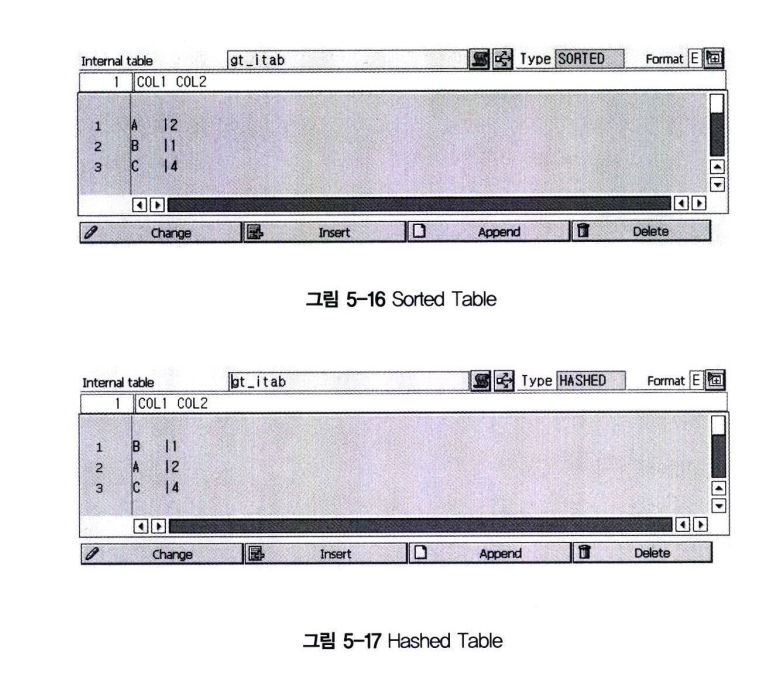 Internal table gt_itab Type SORTED Format E
1 COL1 COL2
1 A |2
2 B |1
3 C |4
Change Insert Append Delete
그림 5-16 Sorted Table
Internal table gt_itab Type HASHED Format E
1 COL1 COL2
1 B |1
2 A |2
3 C |4
Change Insert Append Delete
그림 5-17 Hashed Table